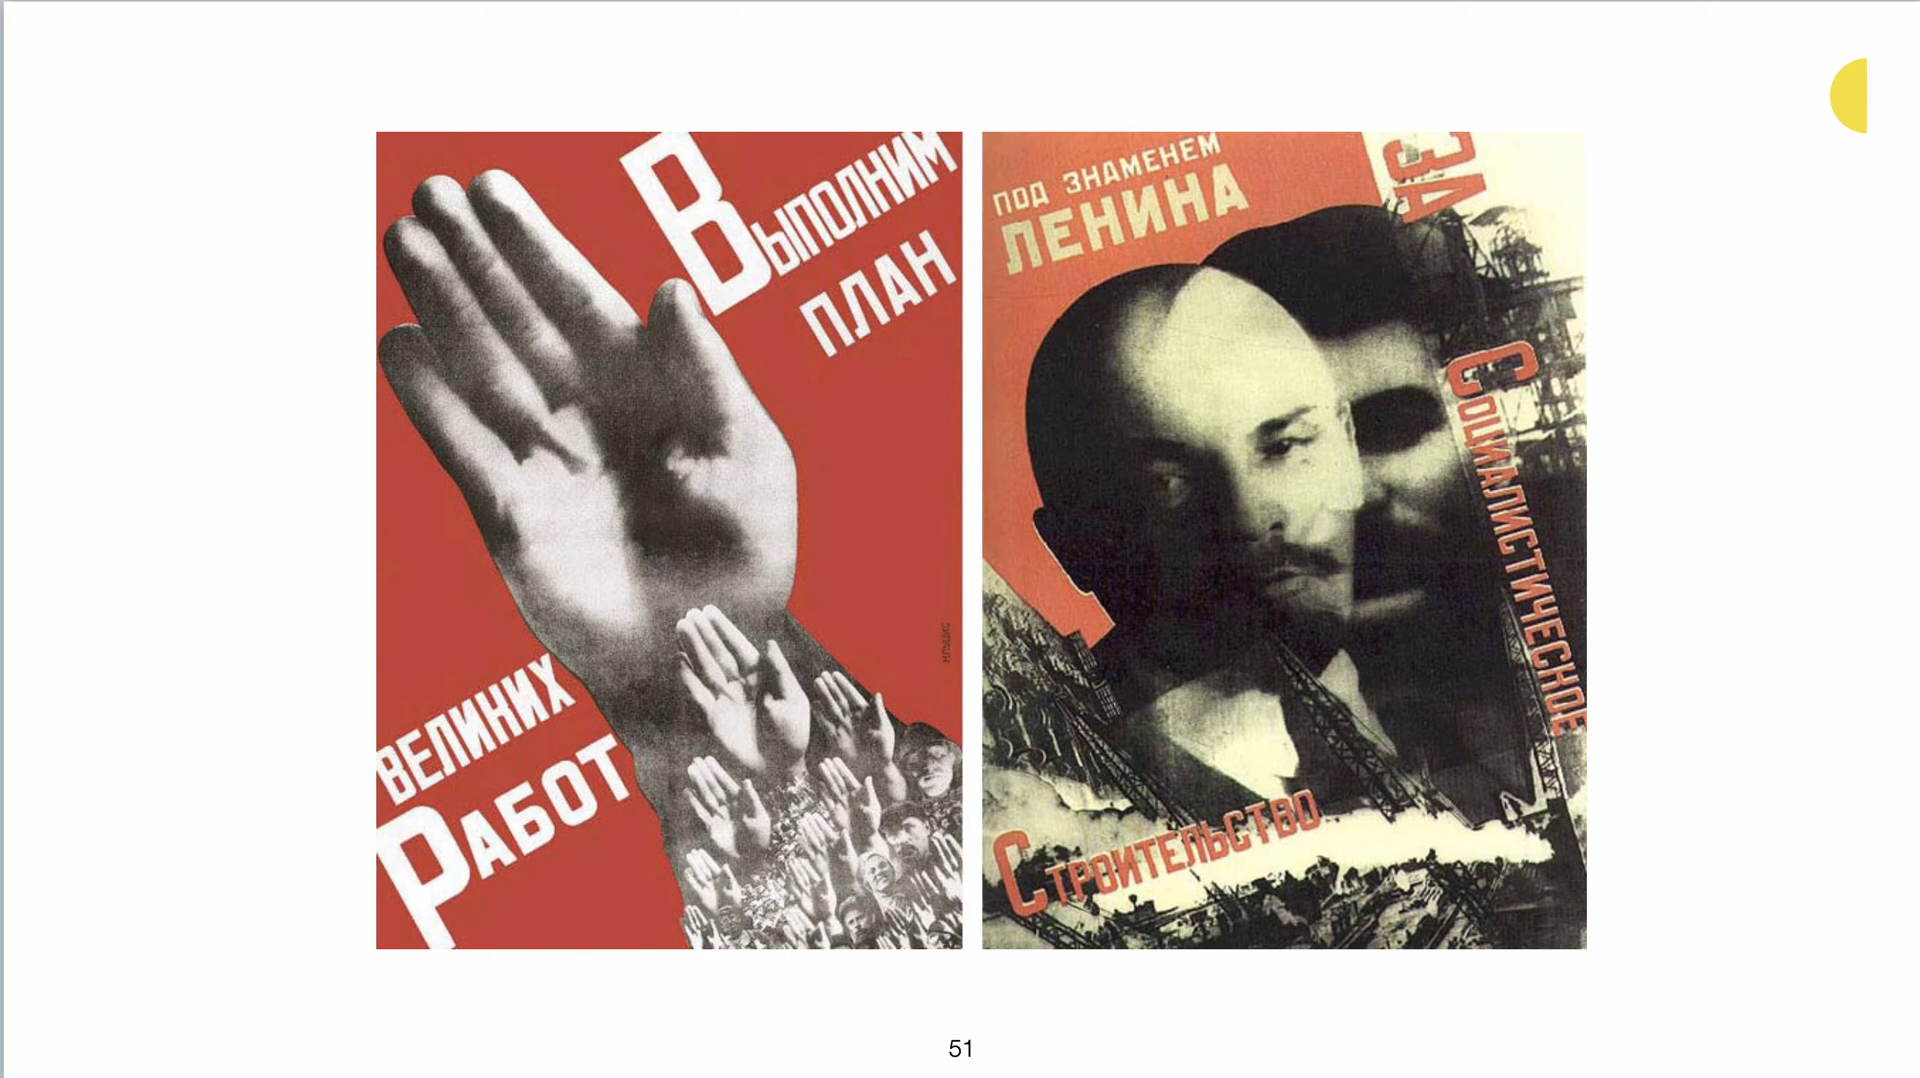 Выполним
план
великих
Работ
под знаменем
Ленина
за
Социалистическое
Строительство
51